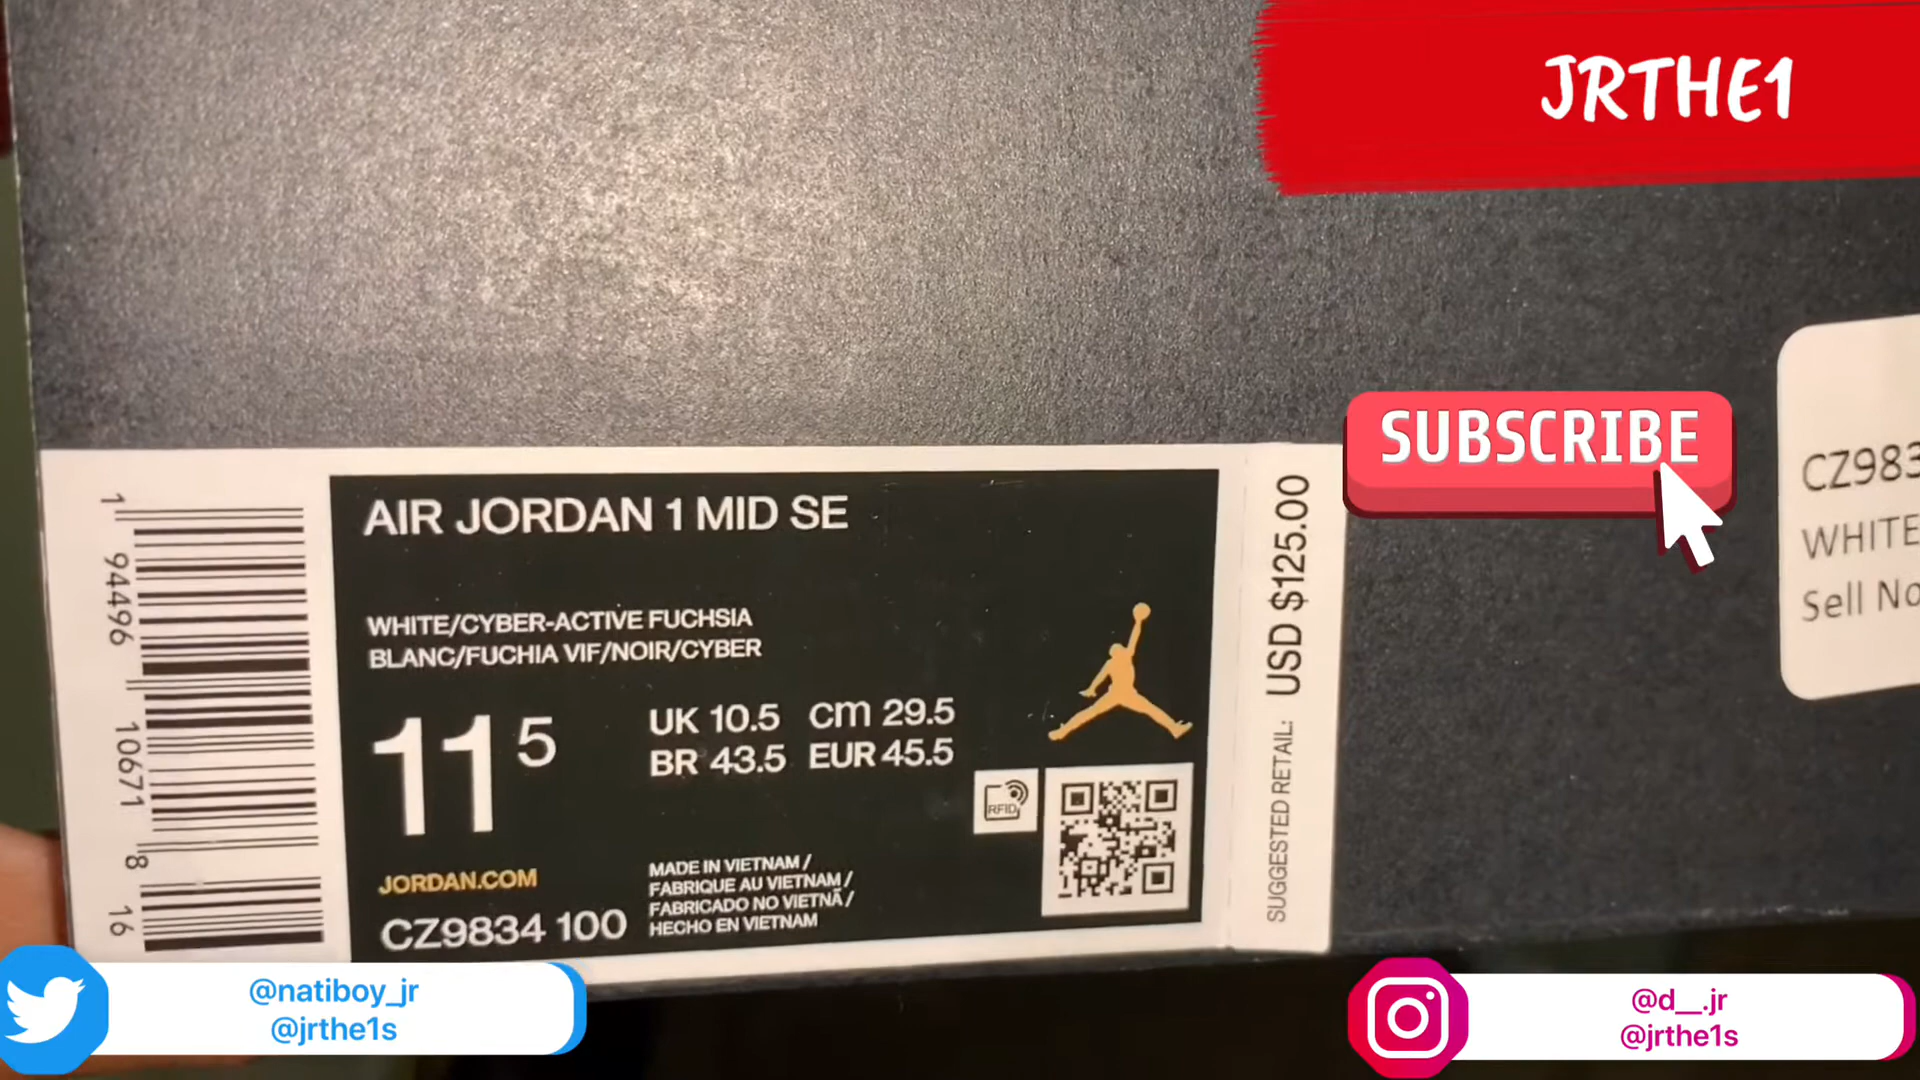 JRTHE1
SUBSCRIBE
CZ983
WHITE
Sell No
AIR JORDAN 1 MID SE
WHITE/CYBER-ACTIVE FUCHSIA
BLANC/FUCHIA VIF/NOIR/CYBER
11 5
UK 10.5 cm 29.5
BR 43.5 EUR 45.5
RFID
JORDAN.COM
CZ9834 100
MADE IN VIETNAM /
FABRIQUE AU VIETNAM /
FABRICADO NO VIETNÃ /
HECHO EN VIETNAM
SUGGESTED RETAIL: USD $125.00
1 94496 10671 8 16
@natiboy_jr
@jrthe1s
@d__.jr
@jrthe1s